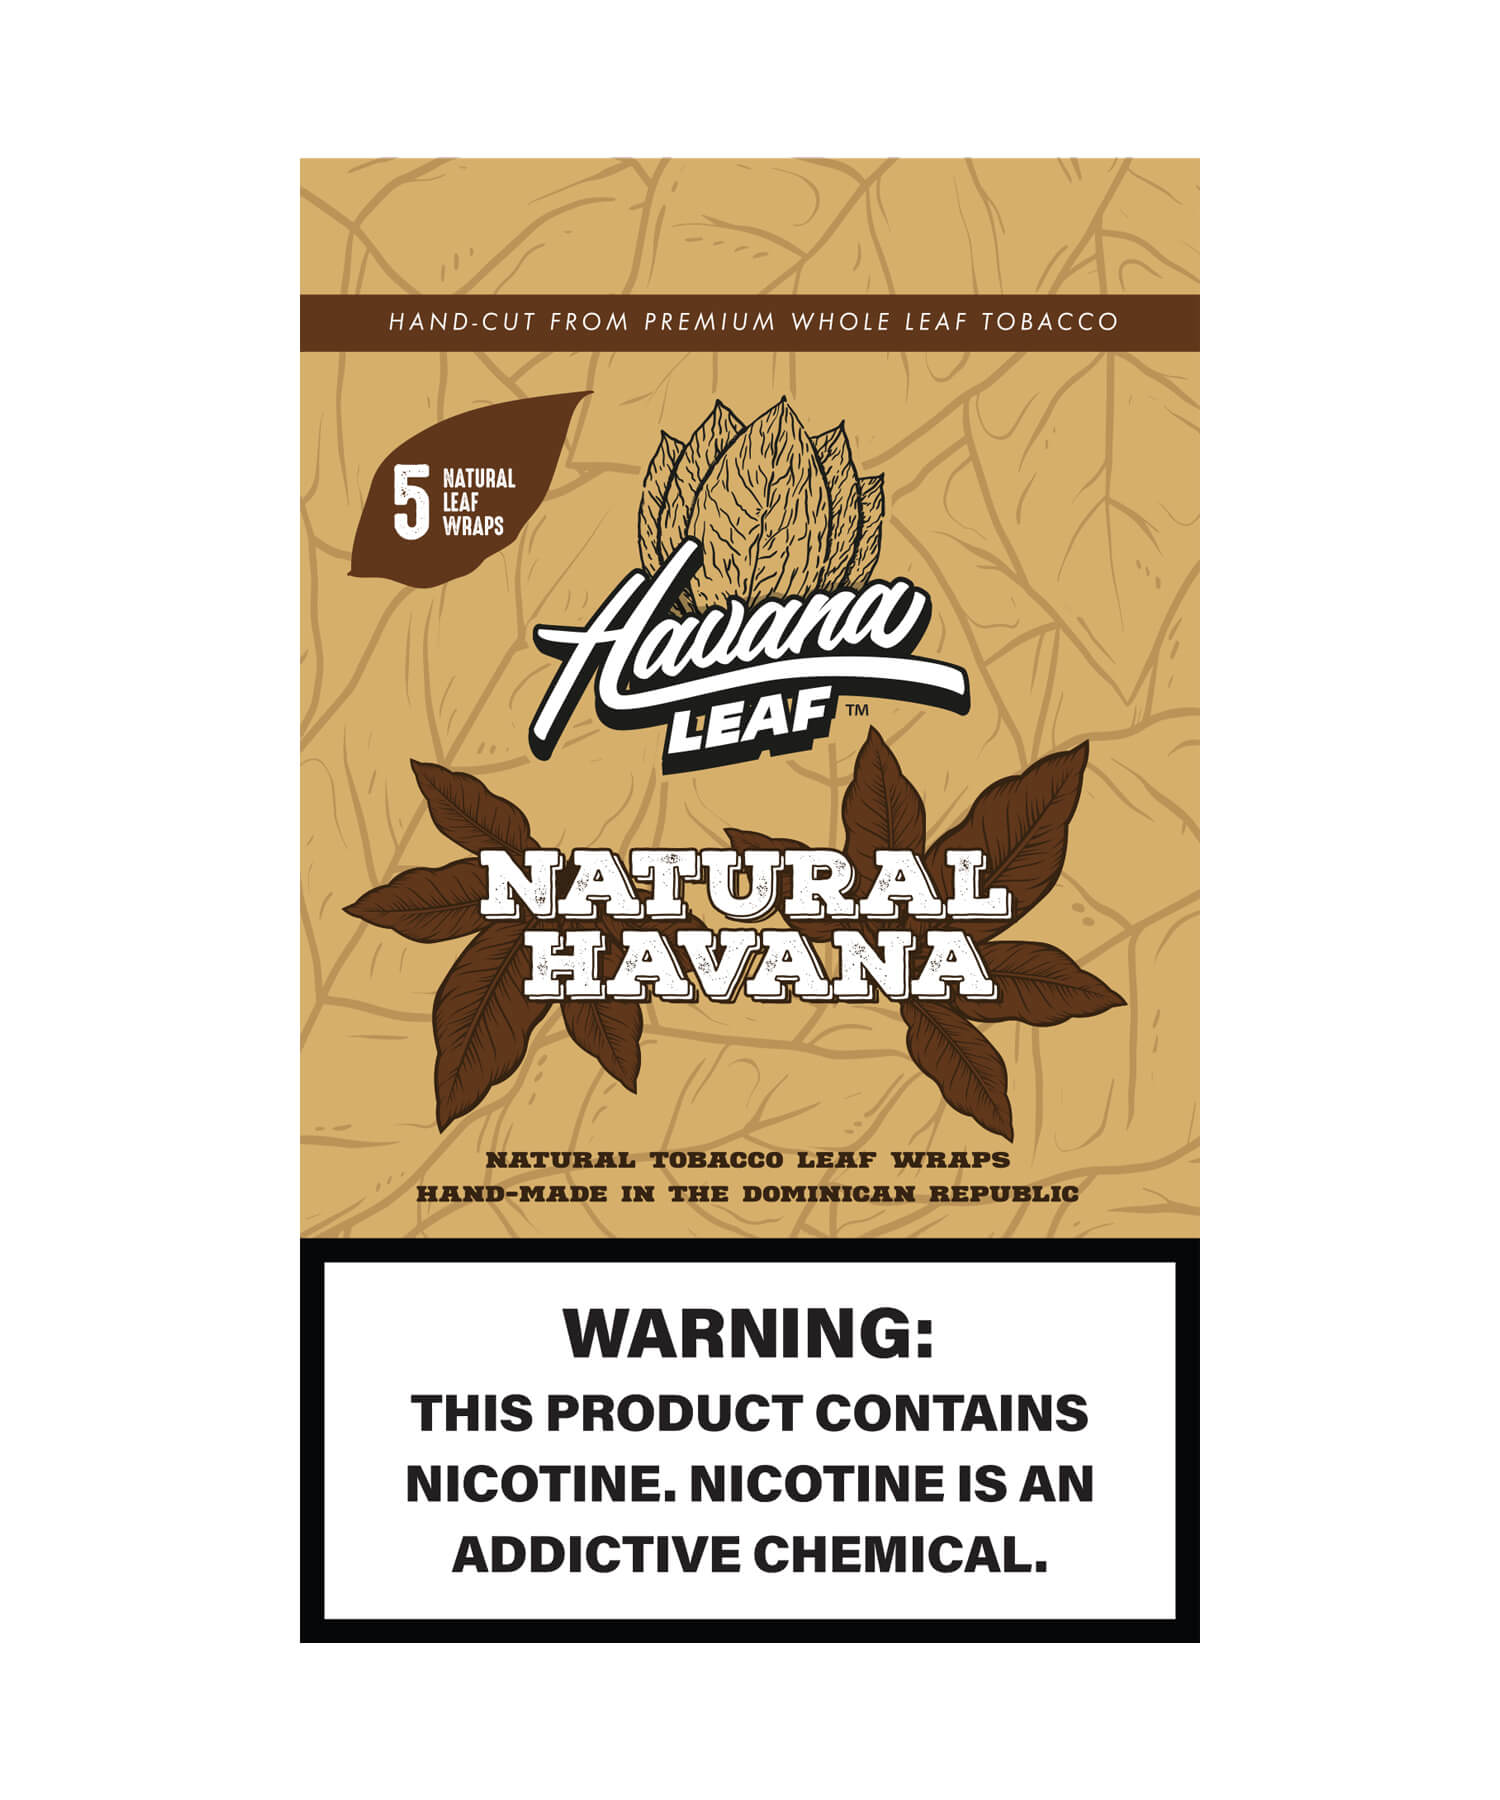 HAND-CUT FROM PREMIUM WHOLE LEAF TOBACCO
5 NATURAL
LEAF
WRAPS
Havana
LEAF™
NATURAL
HAVANA
NATURAL TOBACCO LEAF WRAPS
HAND-MADE IN THE DOMINICAN REPUBLIC
WARNING:
THIS PRODUCT CONTAINS
NICOTINE. NICOTINE IS AN
ADDICTIVE CHEMICAL.